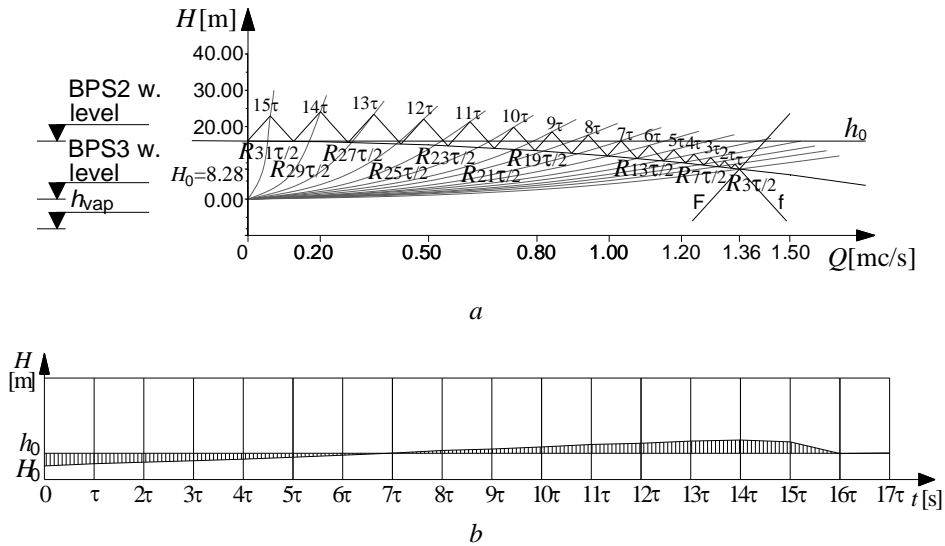 H[m]
40.00
30.00
20.00
H₀=8.28
0.00
BPS2 w.
level
BPS3 w.
level
hvap
15τ 14τ 13τ 12τ 11τ 10τ 9τ 8τ 7τ 6τ 5τ 4τ 3τ 2τ τ
h₀
R31τ/2 R29τ/2 R27τ/2 R25τ/2 R23τ/2 R21τ/2 R19τ/2 R13τ/2 R7τ/2 R3τ/2
F f
0 0.20 0.50 0.80 1.00 1.20 1.36 1.50
Q[mc/s]
a
H
[m]
h₀
H₀
0 τ 2τ 3τ 4τ 5τ 6τ 7τ 8τ 9τ 10τ 11τ 12τ 13τ 14τ 15τ 16τ 17τ t[s]
b